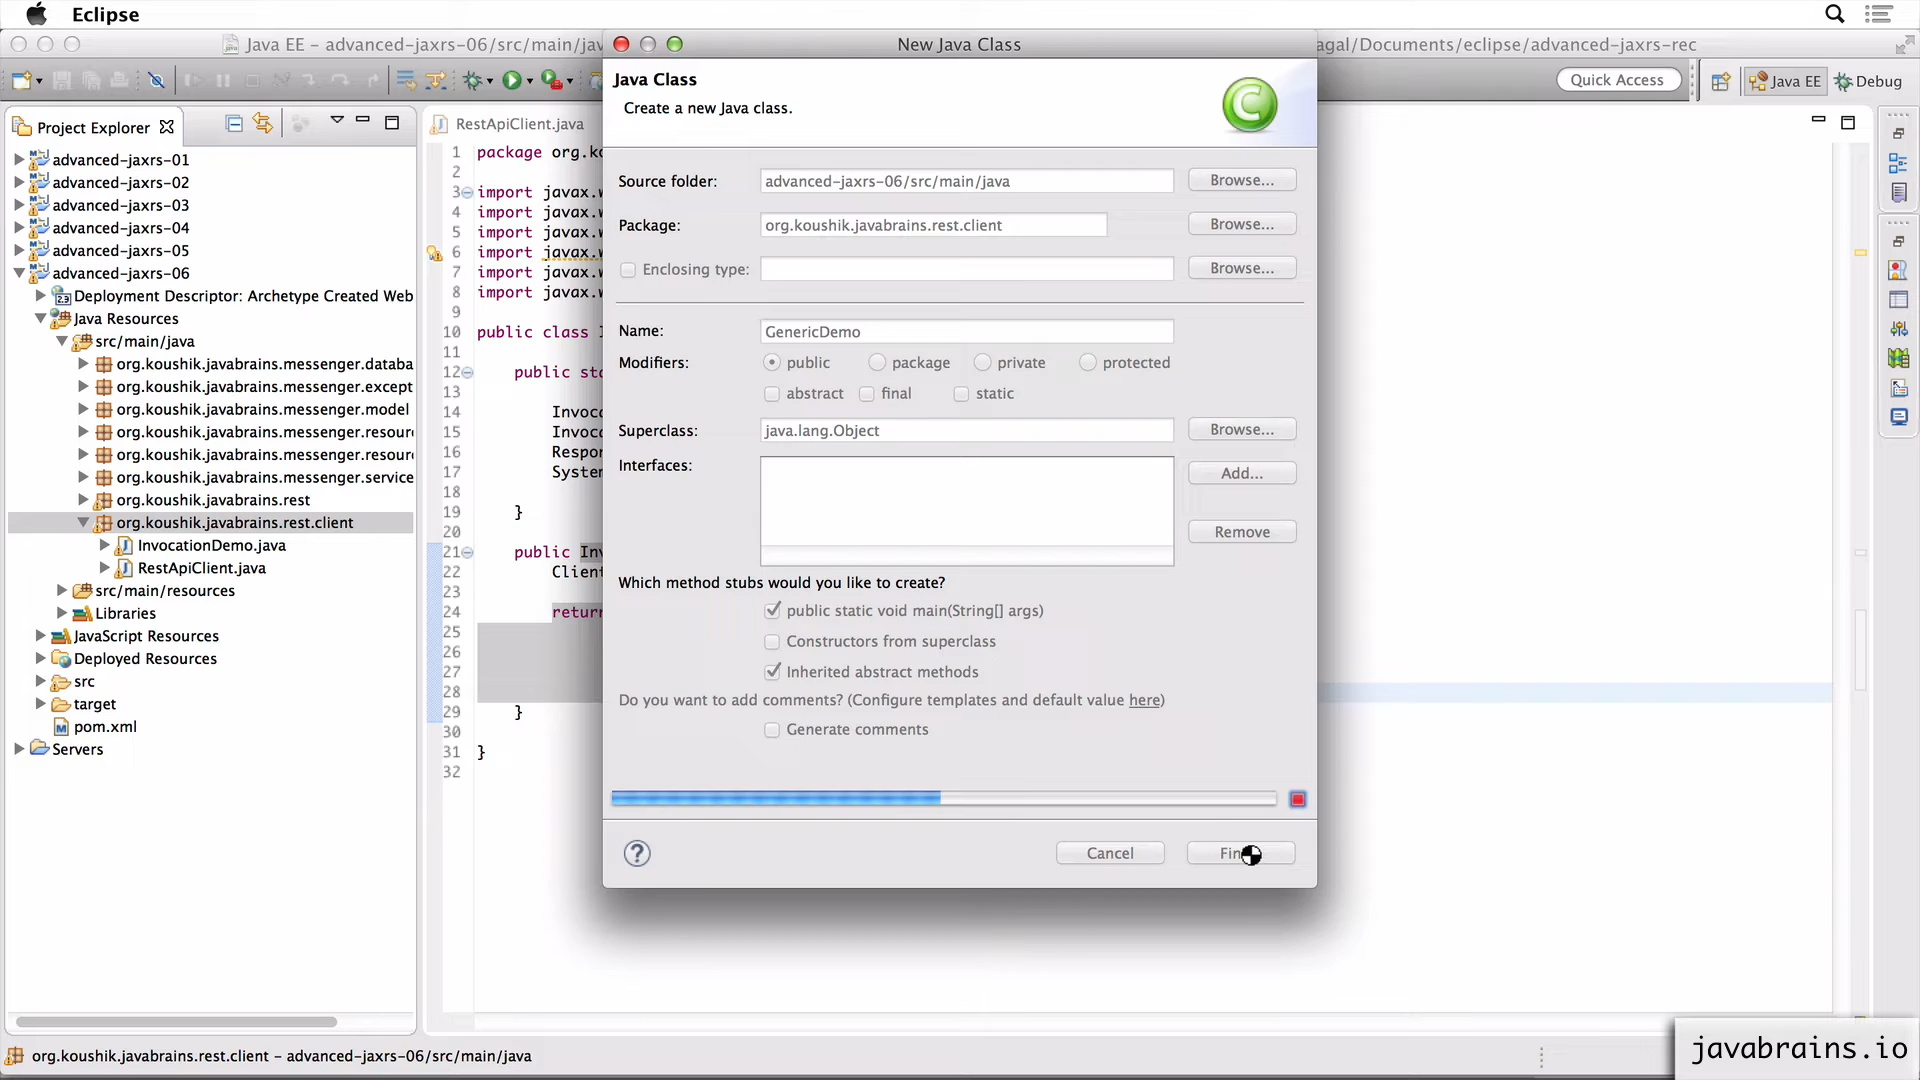 Eclipse
Java EE – advanced-jaxrs-06/src/main/jav
New Java Class
agal/Documents/eclipse/advanced-jaxrs-rec
Quick Access
Java EE
Debug
Project Explorer
advanced-jaxrs-01
advanced-jaxrs-02
advanced-jaxrs-03
advanced-jaxrs-04
advanced-jaxrs-05
advanced-jaxrs-06
Deployment Descriptor: Archetype Created Web
Java Resources
src/main/java
org.koushik.javabrains.messenger.databa
org.koushik.javabrains.messenger.except
org.koushik.javabrains.messenger.model
org.koushik.javabrains.messenger.resour
org.koushik.javabrains.messenger.resour
org.koushik.javabrains.messenger.service
org.koushik.javabrains.rest
org.koushik.javabrains.rest.client
InvocationDemo.java
RestApiClient.java
src/main/resources
Libraries
JavaScript Resources
Deployed Resources
src
target
pom.xml
Servers
RestApiClient.java
1 package org.ko
2
3 import javax.w
4 import javax.w
5 import javax.w
6 import javax.w
7 import javax.w
8 import javax.w
9
10 public class I
11
12 public sta
13
14 Invoca
15 Invoca
16 Respon
17 System
18
19 }
20
21 public Inv
22 Client
23
24 return
25
26
27
28
29 }
30
31 }
32
Java Class
Create a new Java class.
Source folder: advanced-jaxrs-06/src/main/java Browse...
Package: org.koushik.javabrains.rest.client Browse...
Enclosing type: Browse...
Name: GenericDemo
Modifiers: public package private protected
abstract final static
Superclass: java.lang.Object Browse...
Interfaces: Add...
Remove
Which method stubs would you like to create?
public static void main(String[] args)
Constructors from superclass
Inherited abstract methods
Do you want to add comments? (Configure templates and default value here)
Generate comments
? Cancel Fin
org.koushik.javabrains.rest.client – advanced-jaxrs-06/src/main/java
javabrains.io